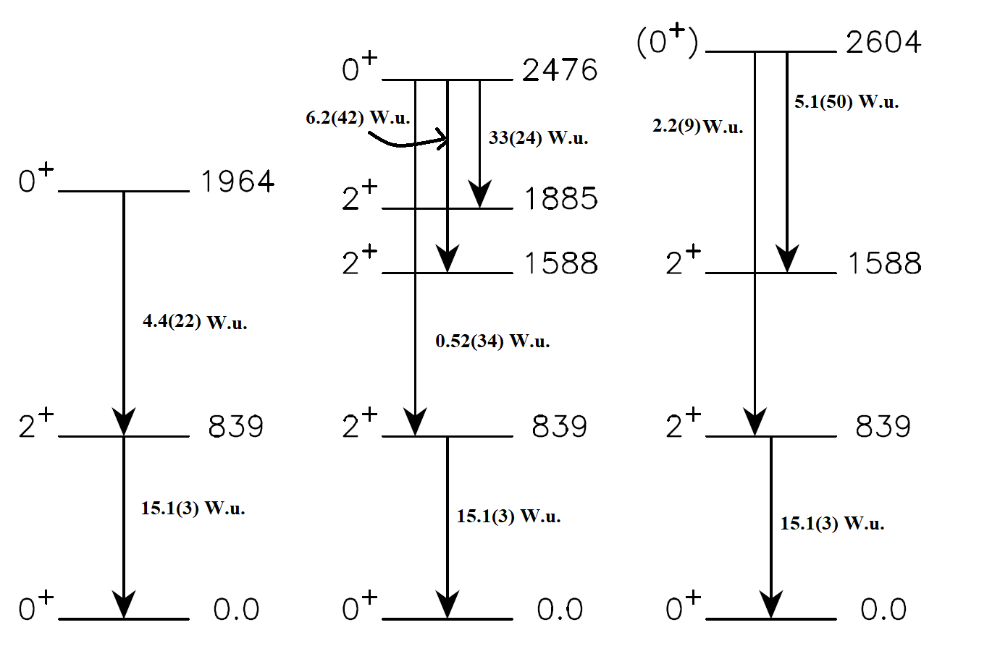 (0+) 2604
0+ 2476
5.1(50) W.u.
6.2(42) W.u.
2.2(9) W.u.
33(24) W.u.
0+ 1964
2+ 1885
2+ 1588
2+ 1588
4.4(22) W.u.
0.52(34) W.u.
2+ 839
2+ 839
2+ 839
15.1(3) W.u.
15.1(3) W.u.
15.1(3) W.u.
0+ 0.0
0+ 0.0
0+ 0.0